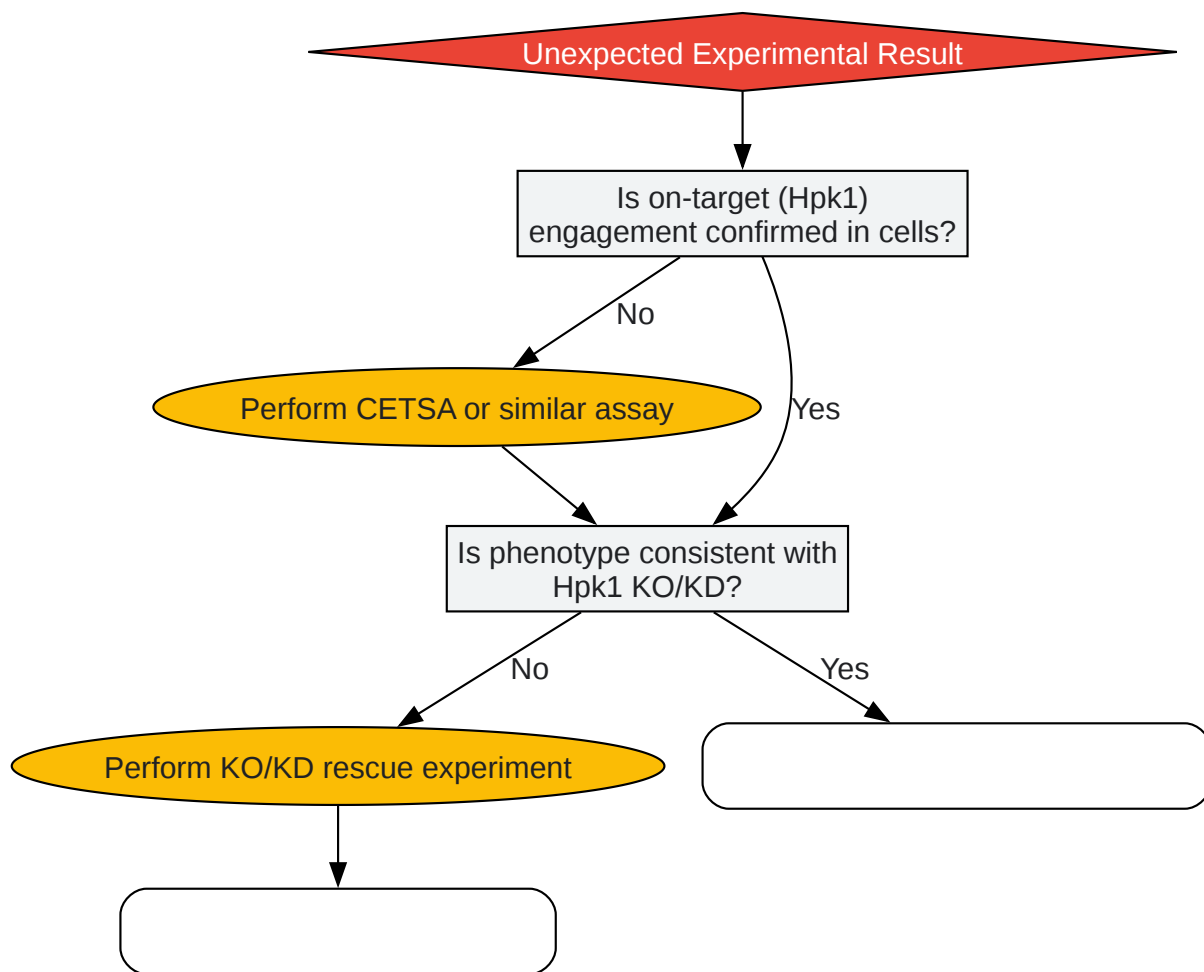 Unexpected Experimental Result
Is on-target (Hpk1)
engagement confirmed in cells?
No
Perform CETSA or similar assay
Yes
Is phenotype consistent with
Hpk1 KO/KD?
No
Yes
Perform KO/KD rescue experiment